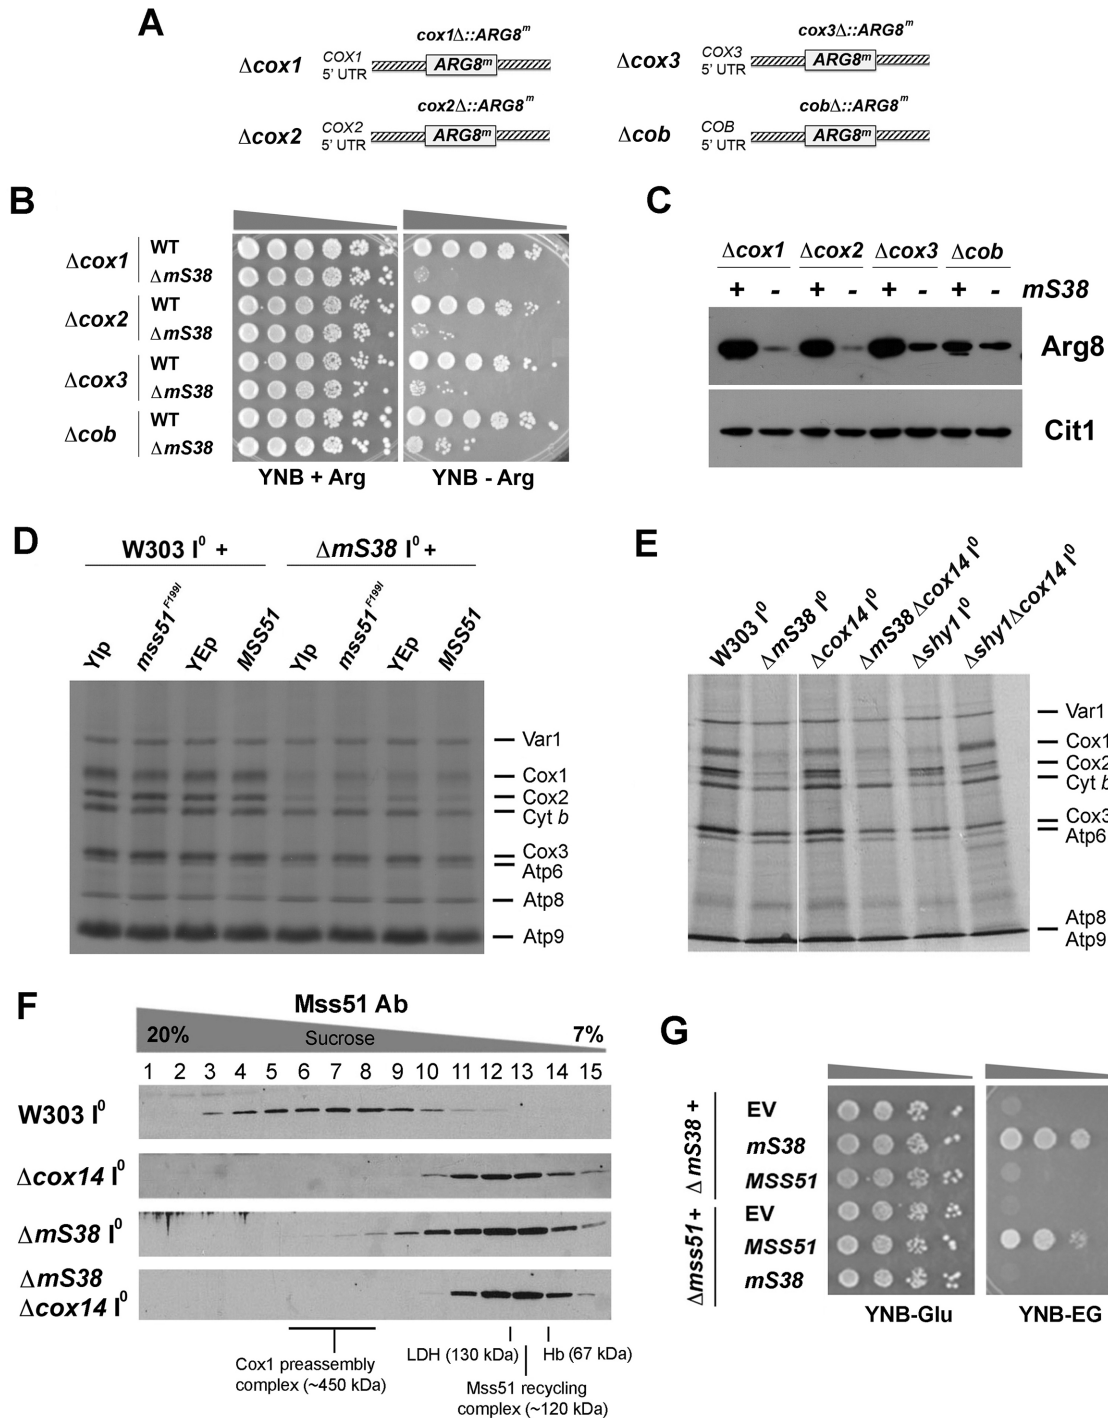 A
cox1Δ::ARG8m
Δcox1 COX1 5' UTR ARG8m
cox3Δ::ARG8m
Δcox3 COX3 5' UTR ARG8m
cox2Δ::ARG8m
Δcox2 COX2 5' UTR ARG8m
cobΔ::ARG8m
Δcob COB 5' UTR ARG8m
B
Δcox1 WT
ΔmS38
Δcox2 WT
ΔmS38
Δcox3 WT
ΔmS38
Δcob WT
ΔmS38
YNB + Arg YNB - Arg
C
Δcox1 Δcox2 Δcox3 Δcob
+ - + - + - + - mS38
Arg8
Cit1
D
W303 I0 + ΔmS38 I0 +
YIp mss51F199I YEp MSS51 YIp mss51F199I YEp MSS51
Var1
Cox1
Cox2
Cyt b
Cox3
Atp6
Atp8
Atp9
E
W303 I0 ΔmS38 I0 Δcox14 I0 ΔmS38 Δcox14 I0 Δshy1 I0 Δshy1Δcox14 I0
Var1
Cox1
Cox2
Cyt b
Cox3
Atp6
Atp8
Atp9
F
Mss51 Ab
20% Sucrose 7%
1 2 3 4 5 6 7 8 9 10 11 12 13 14 15
W303 I0
Δcox14 I0
ΔmS38 I0
ΔmS38
Δcox14 I0
Cox1 preassembly
complex (~450 kDa)
LDH (130 kDa) Hb (67 kDa)
Mss51 recycling
complex (~120 kDa)
G
ΔmS38 +
EV
mS38
MSS51
Δmss51 +
EV
MSS51
mS38
YNB-Glu YNB-EG